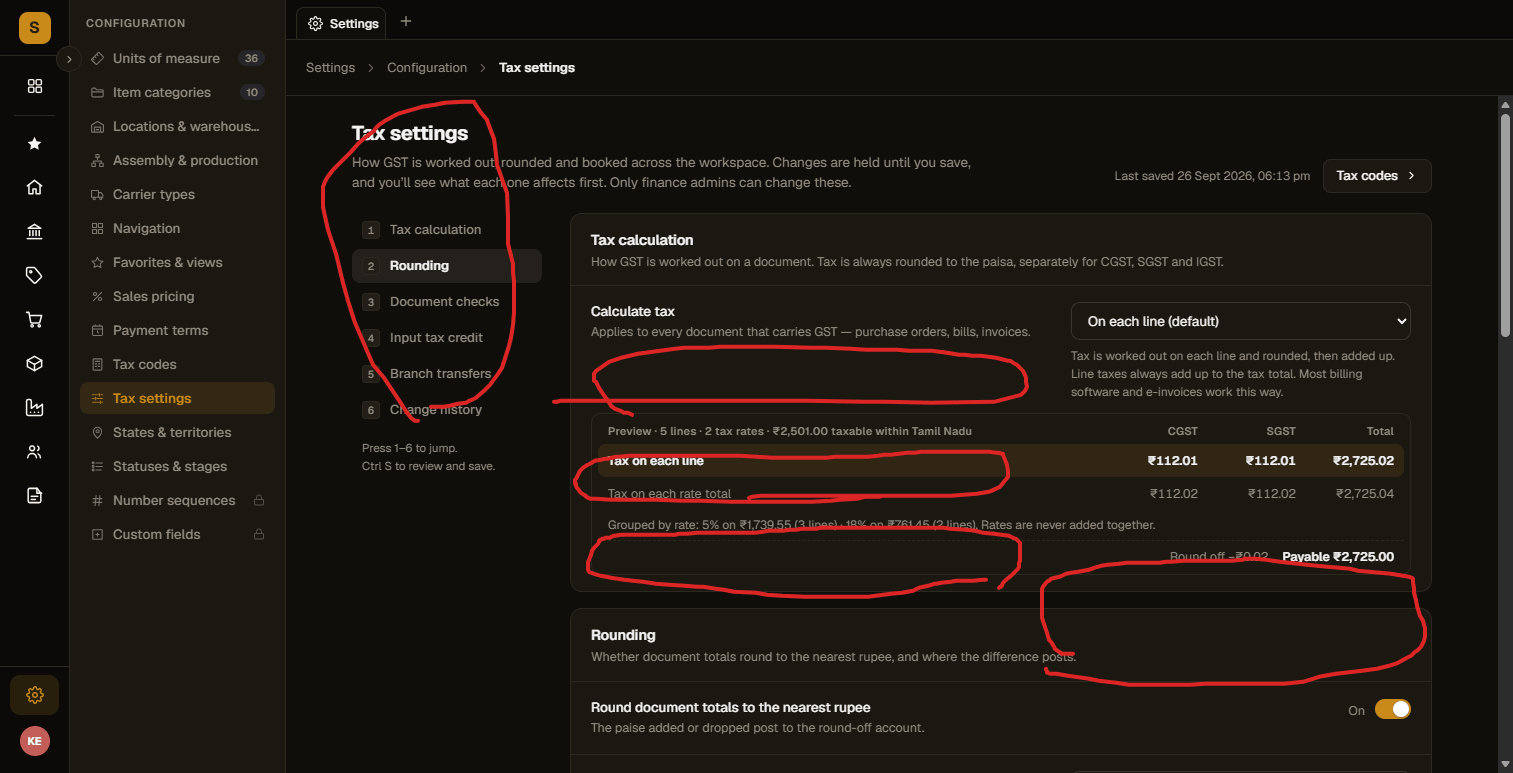 S
CONFIGURATION
Units of measure 36
Item categories 10
Locations & warehous...
Assembly & production
Carrier types
Navigation
Favorites & views
Sales pricing
Payment terms
Tax codes
Tax settings
States & territories
Statuses & stages
Number sequences
Custom fields
KE
Settings
Settings Configuration Tax settings
Tax settings
How GST is worked out, rounded and booked across the workspace. Changes are held until you save,
and you'll see what each one affects first. Only finance admins can change these.
Last saved 26 Sept 2026, 06:13 pm
Tax codes
1 Tax calculation
2 Rounding
3 Document checks
4 Input tax credit
5 Branch transfers
6 Change history
Press 1–6 to jump.
Ctrl S to review and save.
Tax calculation
How GST is worked out on a document. Tax is always rounded to the paisa, separately for CGST, SGST and IGST.
Calculate tax
Applies to every document that carries GST — purchase orders, bills, invoices.
On each line (default)
Tax is worked out on each line and rounded, then added up.
Line taxes always add up to the tax total. Most billing
software and e-invoices work this way.
Preview · 5 lines · 2 tax rates · ₹2,501.00 taxable within Tamil Nadu CGST SGST Total
Tax on each line ₹112.01 ₹112.01 ₹2,725.02
Tax on each rate total ₹112.02 ₹112.02 ₹2,725.04
Grouped by rate: 5% on ₹1,739.55 (3 lines) · 18% on ₹761.45 (2 lines). Rates are never added together.
Round off −₹0.02 Payable ₹2,725.00
Rounding
Whether document totals round to the nearest rupee, and where the difference posts.
Round document totals to the nearest rupee
The paise added or dropped post to the round-off account.
On